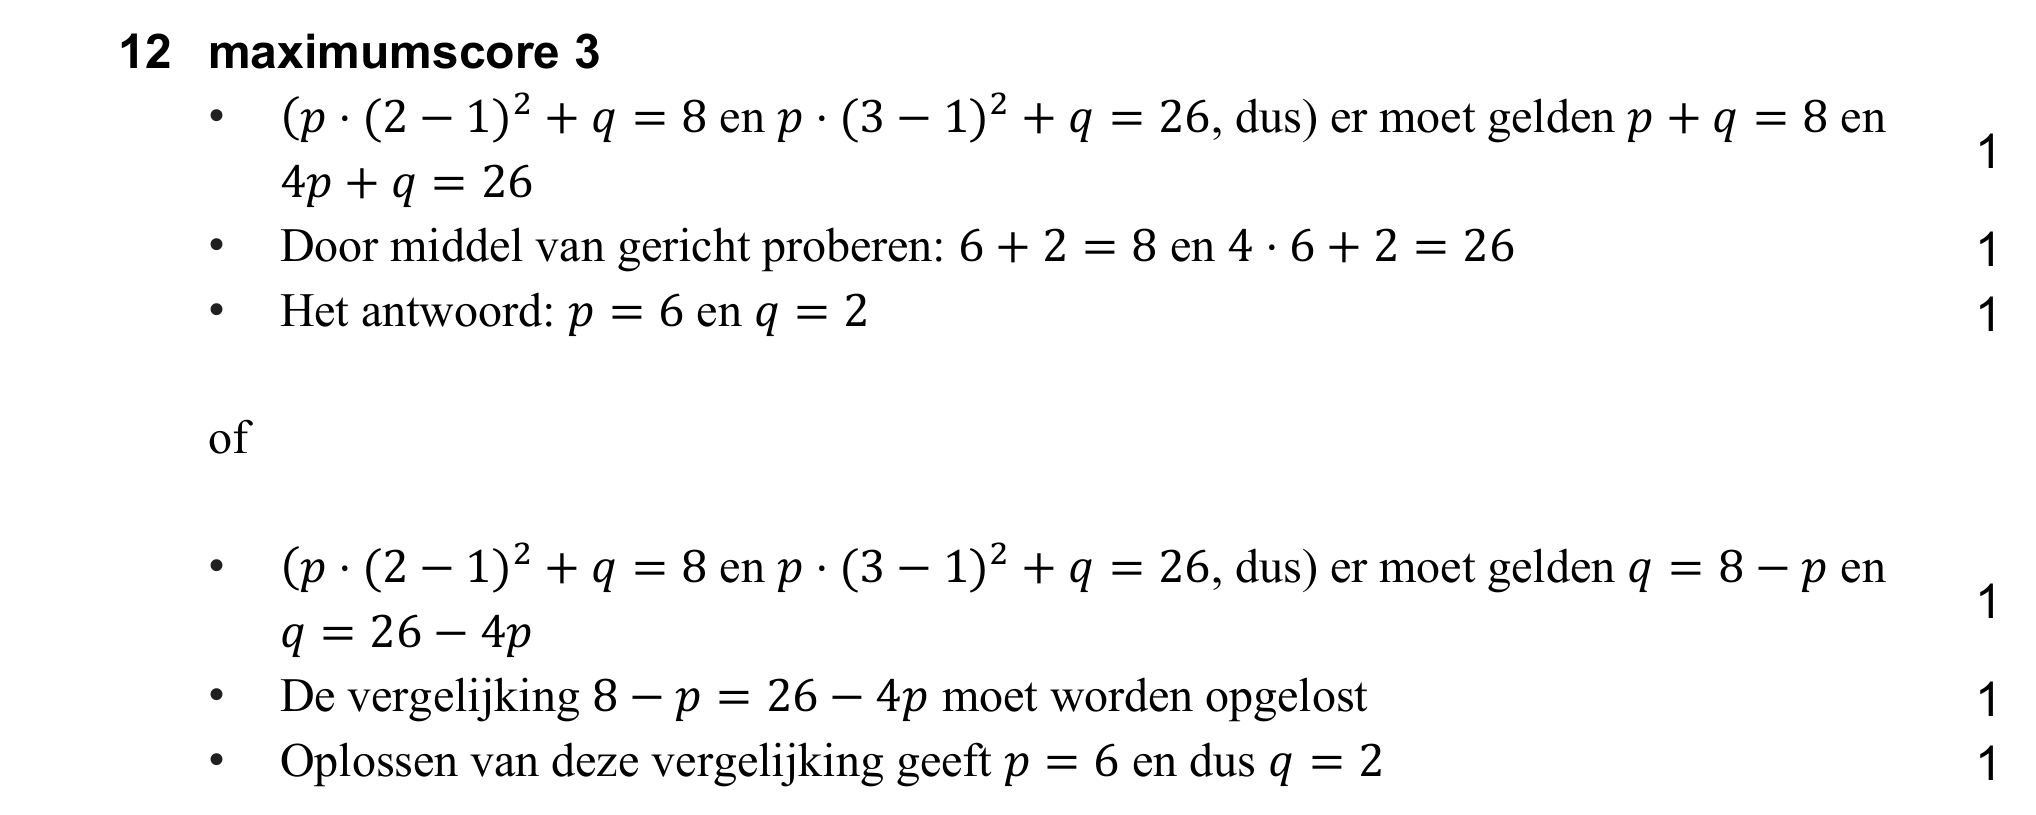 12 maximumscore 3
• (p · (2 − 1)² + q = 8 en p · (3 − 1)² + q = 26, dus) er moet gelden p + q = 8 en
4p + q = 26 1
• Door middel van gericht proberen: 6 + 2 = 8 en 4 · 6 + 2 = 26 1
• Het antwoord: p = 6 en q = 2 1
of
• (p · (2 − 1)² + q = 8 en p · (3 − 1)² + q = 26, dus) er moet gelden q = 8 − p en
q = 26 − 4p 1
• De vergelijking 8 − p = 26 − 4p moet worden opgelost 1
• Oplossen van deze vergelijking geeft p = 6 en dus q = 2 1